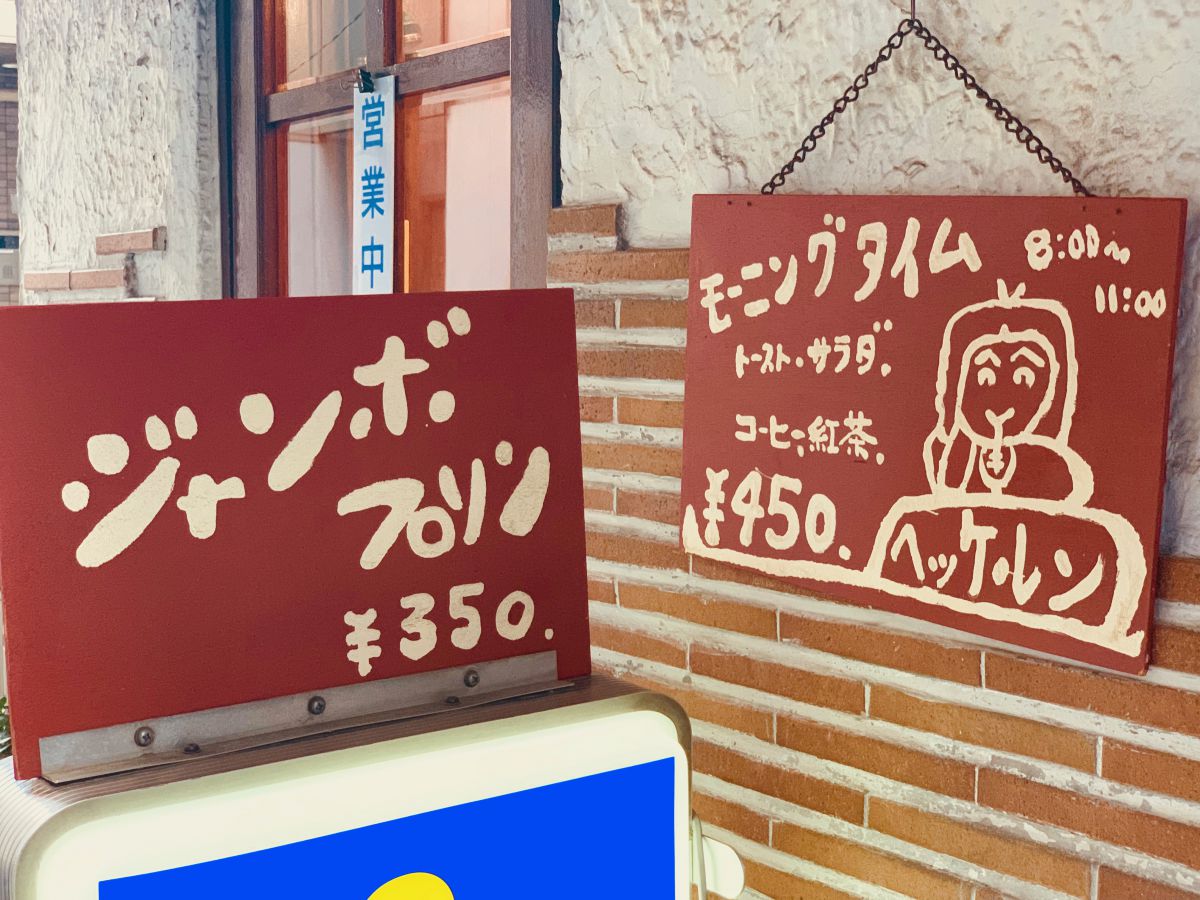 営業中
ジャンボ
プリン
¥350.
モーニングタイム 8:00~
11:00
トースト・サラダ.
コーヒー;紅茶.
¥450.
ヘッケルン